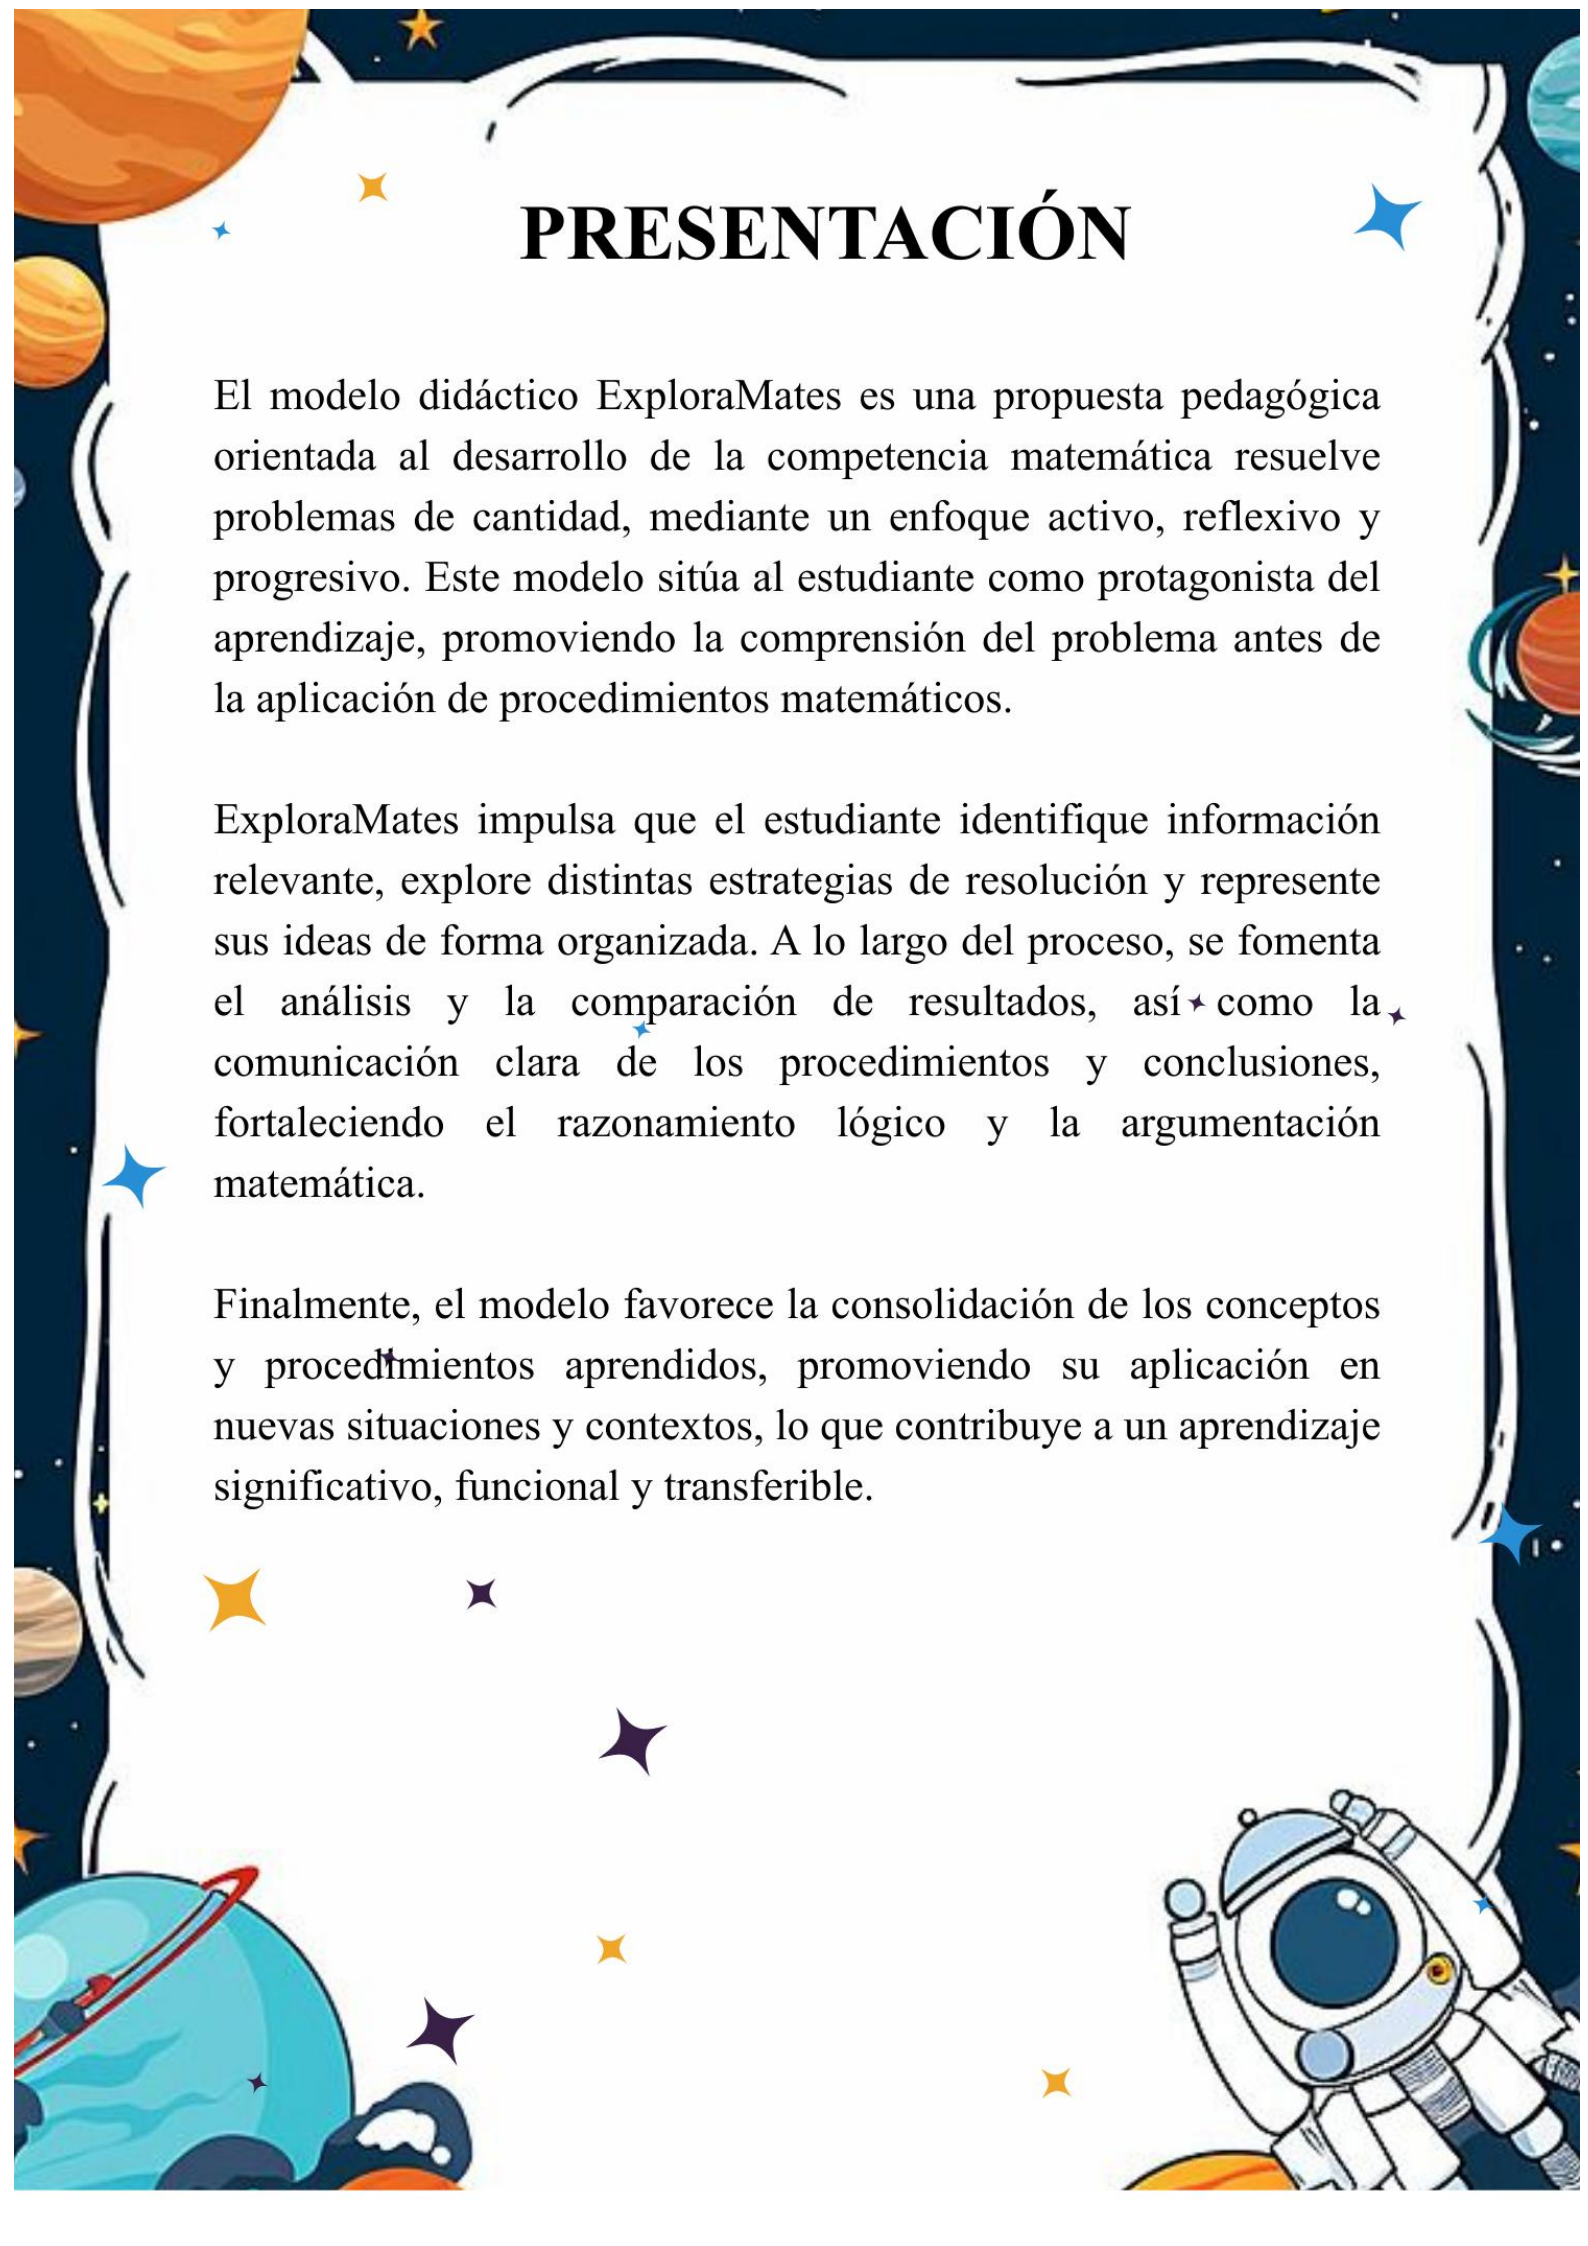 PRESENTACIÓN
El modelo didáctico ExploraMates es una propuesta pedagógica
orientada al desarrollo de la competencia matemática resuelve
problemas de cantidad, mediante un enfoque activo, reflexivo y
progresivo. Este modelo sitúa al estudiante como protagonista del
aprendizaje, promoviendo la comprensión del problema antes de
la aplicación de procedimientos matemáticos.
ExploraMates impulsa que el estudiante identifique información
relevante, explore distintas estrategias de resolución y represente
sus ideas de forma organizada. A lo largo del proceso, se fomenta
el análisis y la comparación de resultados, así como la
comunicación clara de los procedimientos y conclusiones,
fortaleciendo el razonamiento lógico y la argumentación
matemática.
Finalmente, el modelo favorece la consolidación de los conceptos
y procedimientos aprendidos, promoviendo su aplicación en
nuevas situaciones y contextos, lo que contribuye a un aprendizaje
significativo, funcional y transferible.